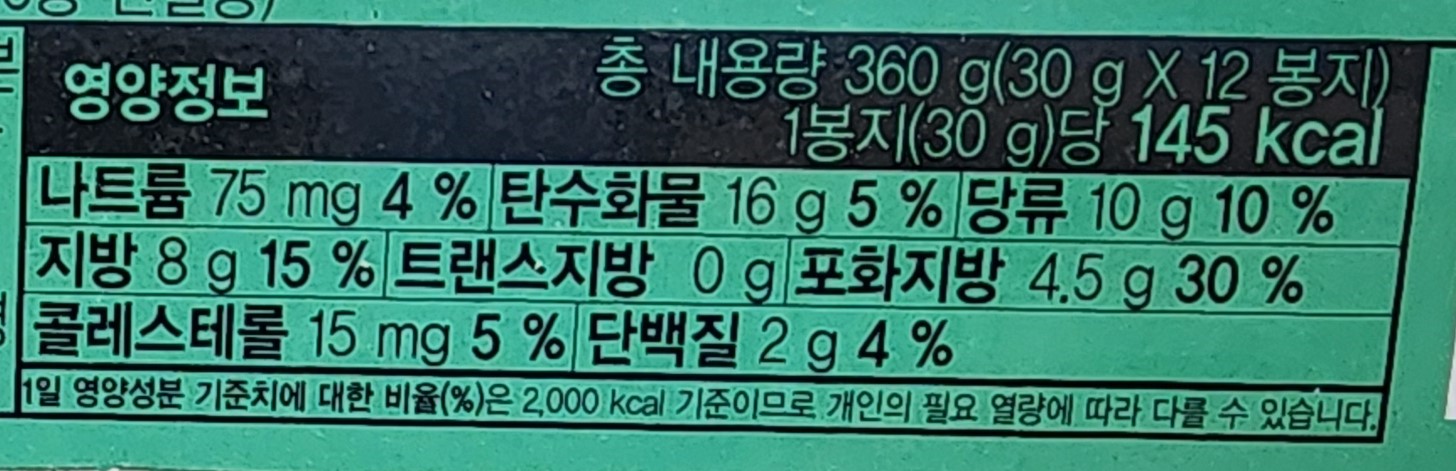 영양정보
총 내용량 360 g(30 g X 12 봉지)
1봉지(30 g)당 145 kcal
나트륨 75 mg 4 % 탄수화물 16 g 5 % 당류 10 g 10 %
지방 8 g 15 % 트랜스지방 0 g 포화지방 4.5 g 30 %
콜레스테롤 15 mg 5 % 단백질 2 g 4 %
1일 영양성분 기준치에 대한 비율(%)은 2,000 kcal 기준이므로 개인의 필요 열량에 따라 다를 수 있습니다.